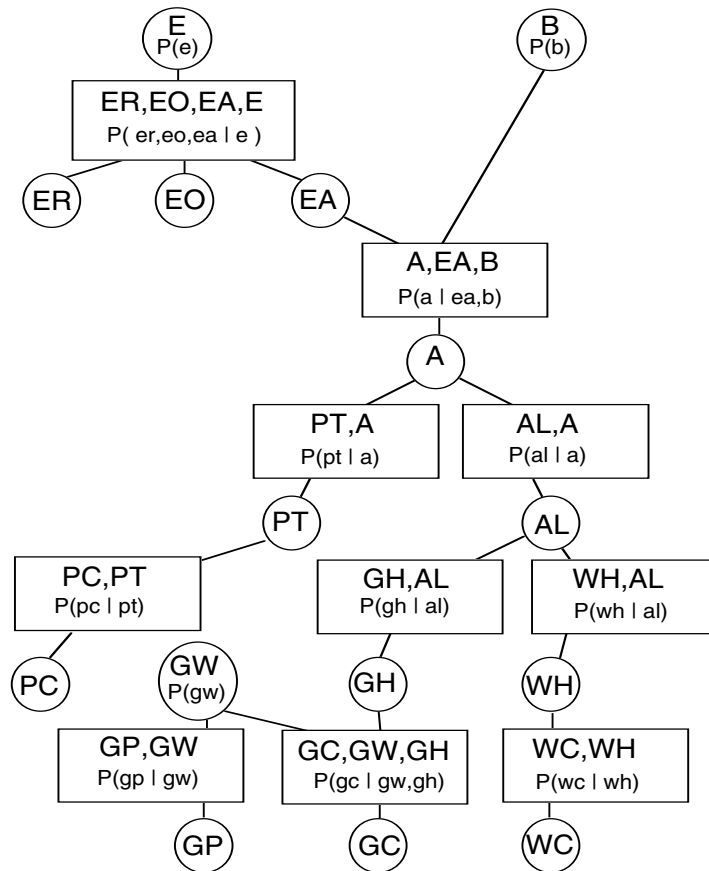 E
P(e)
B
P(b)
ER,EO,EA,E
P( er,eo,ea | e )
ER
EO
EA
A,EA,B
P(a | ea,b)
A
PT,A
P(pt | a)
AL,A
P(al | a)
PT
AL
PC,PT
P(pc | pt)
GH,AL
P(gh | al)
WH,AL
P(wh | al)
PC
GW
P(gw)
GH
WH
GP,GW
P(gp | gw)
GC,GW,GH
P(gc | gw,gh)
WC,WH
P(wc | wh)
GP
GC
WC